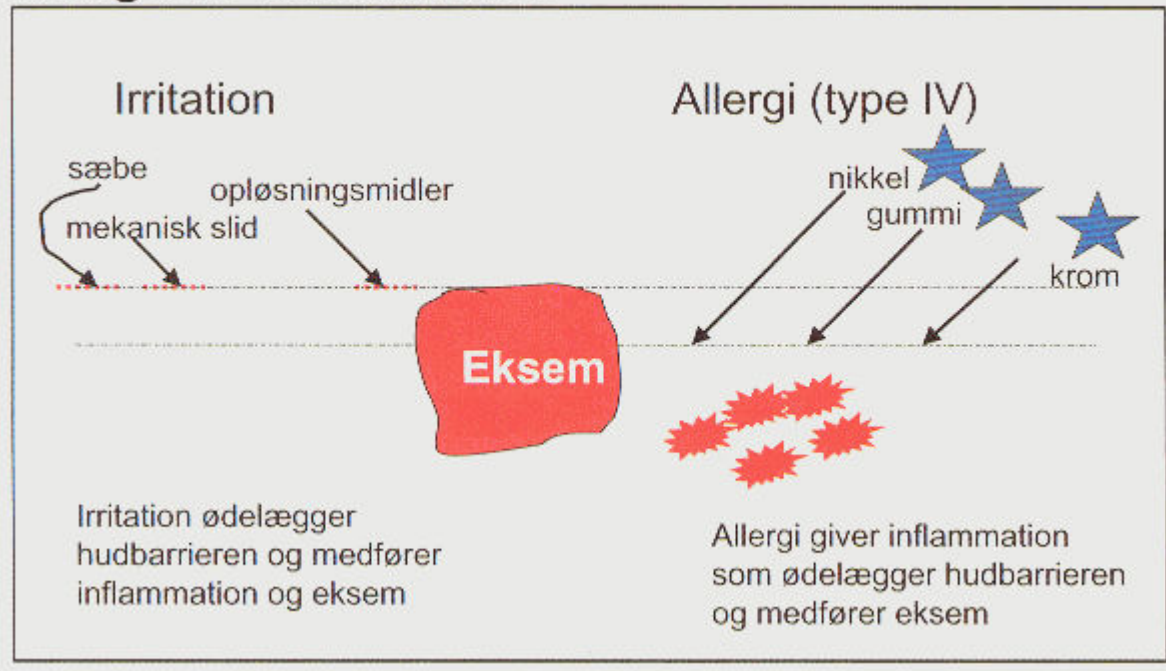 Irritation
Allergi (type IV)
sæbe
opløsningsmidler
mekanisk slid
nikkel
gummi
krom
Eksem
Irritation ødelægger
hudbarrieren og medfører
inflammation og eksem
Allergi giver inflammation
som ødelægger hudbarrieren
og medfører eksem